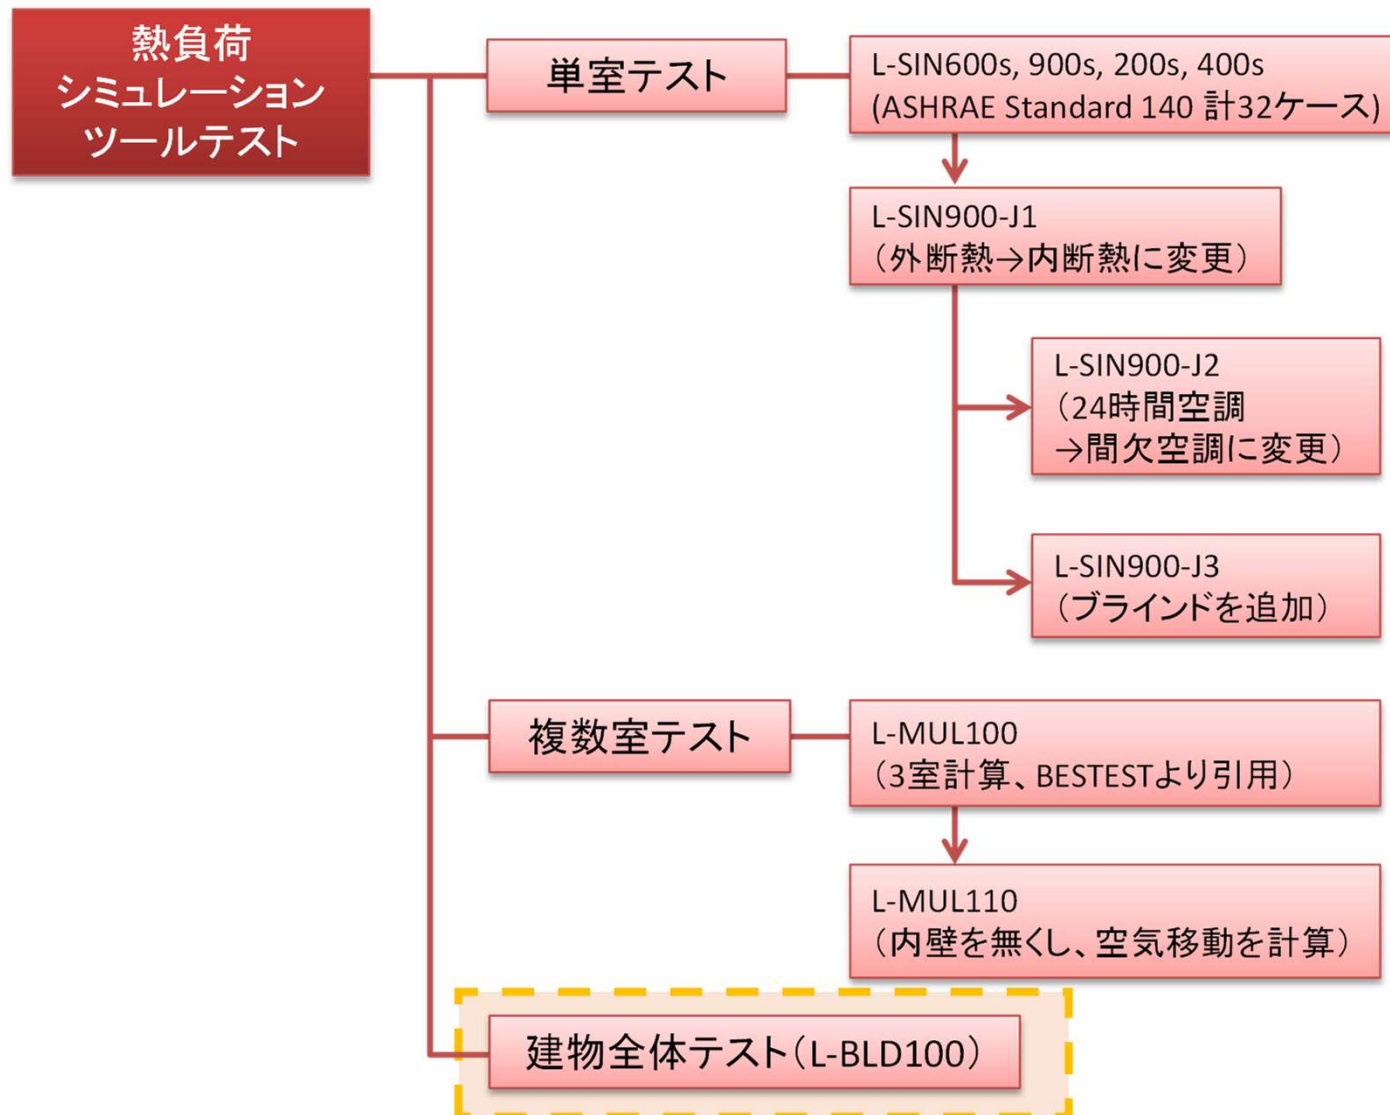 熱負荷
シミュレーション
ツールテスト
単室テスト
L-SIN600s, 900s, 200s, 400s
(ASHRAE Standard 140 計32ケース)
L-SIN900-J1
（外断熱→内断熱に変更）
L-SIN900-J2
（24時間空調
→間欠空調に変更）
L-SIN900-J3
（ブラインドを追加）
複数室テスト
L-MUL100
（3室計算、BESTESTより引用）
L-MUL110
（内壁を無くし、空気移動を計算）
建物全体テスト（L-BLD100）